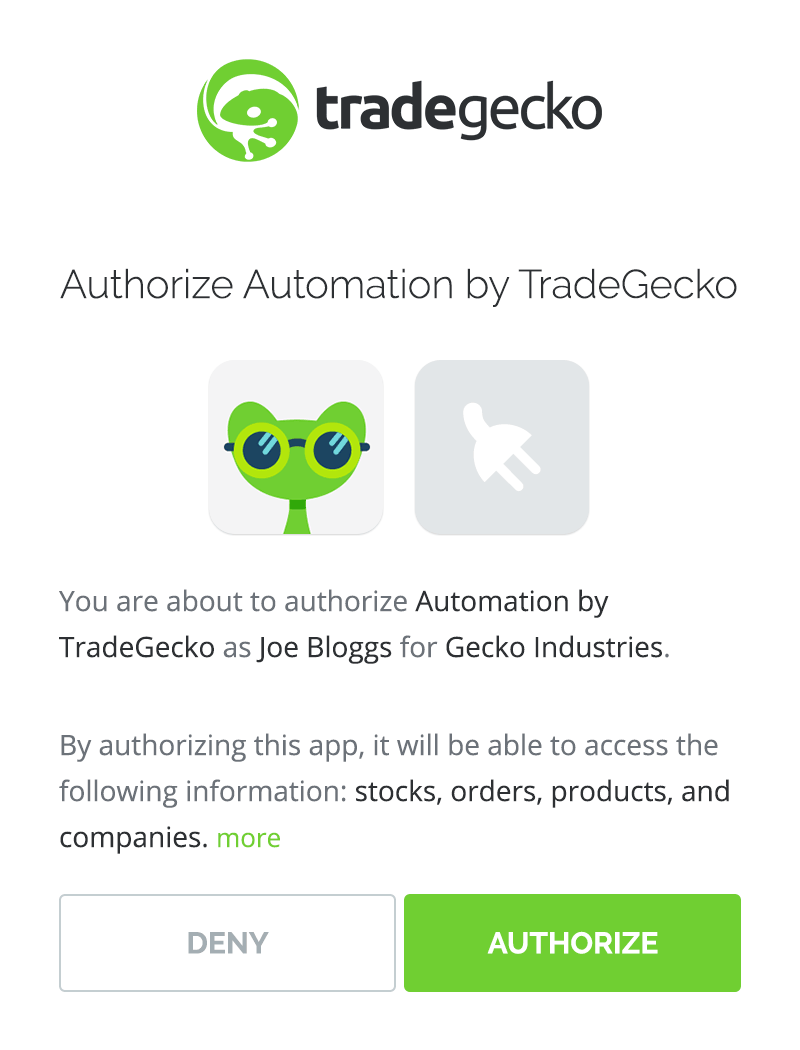 tradegecko
Authorize Automation by TradeGecko
You are about to authorize Automation by
TradeGecko as Joe Bloggs for Gecko Industries.
By authorizing this app, it will be able to access the
following information: stocks, orders, products, and
companies. more
DENY
AUTHORIZE